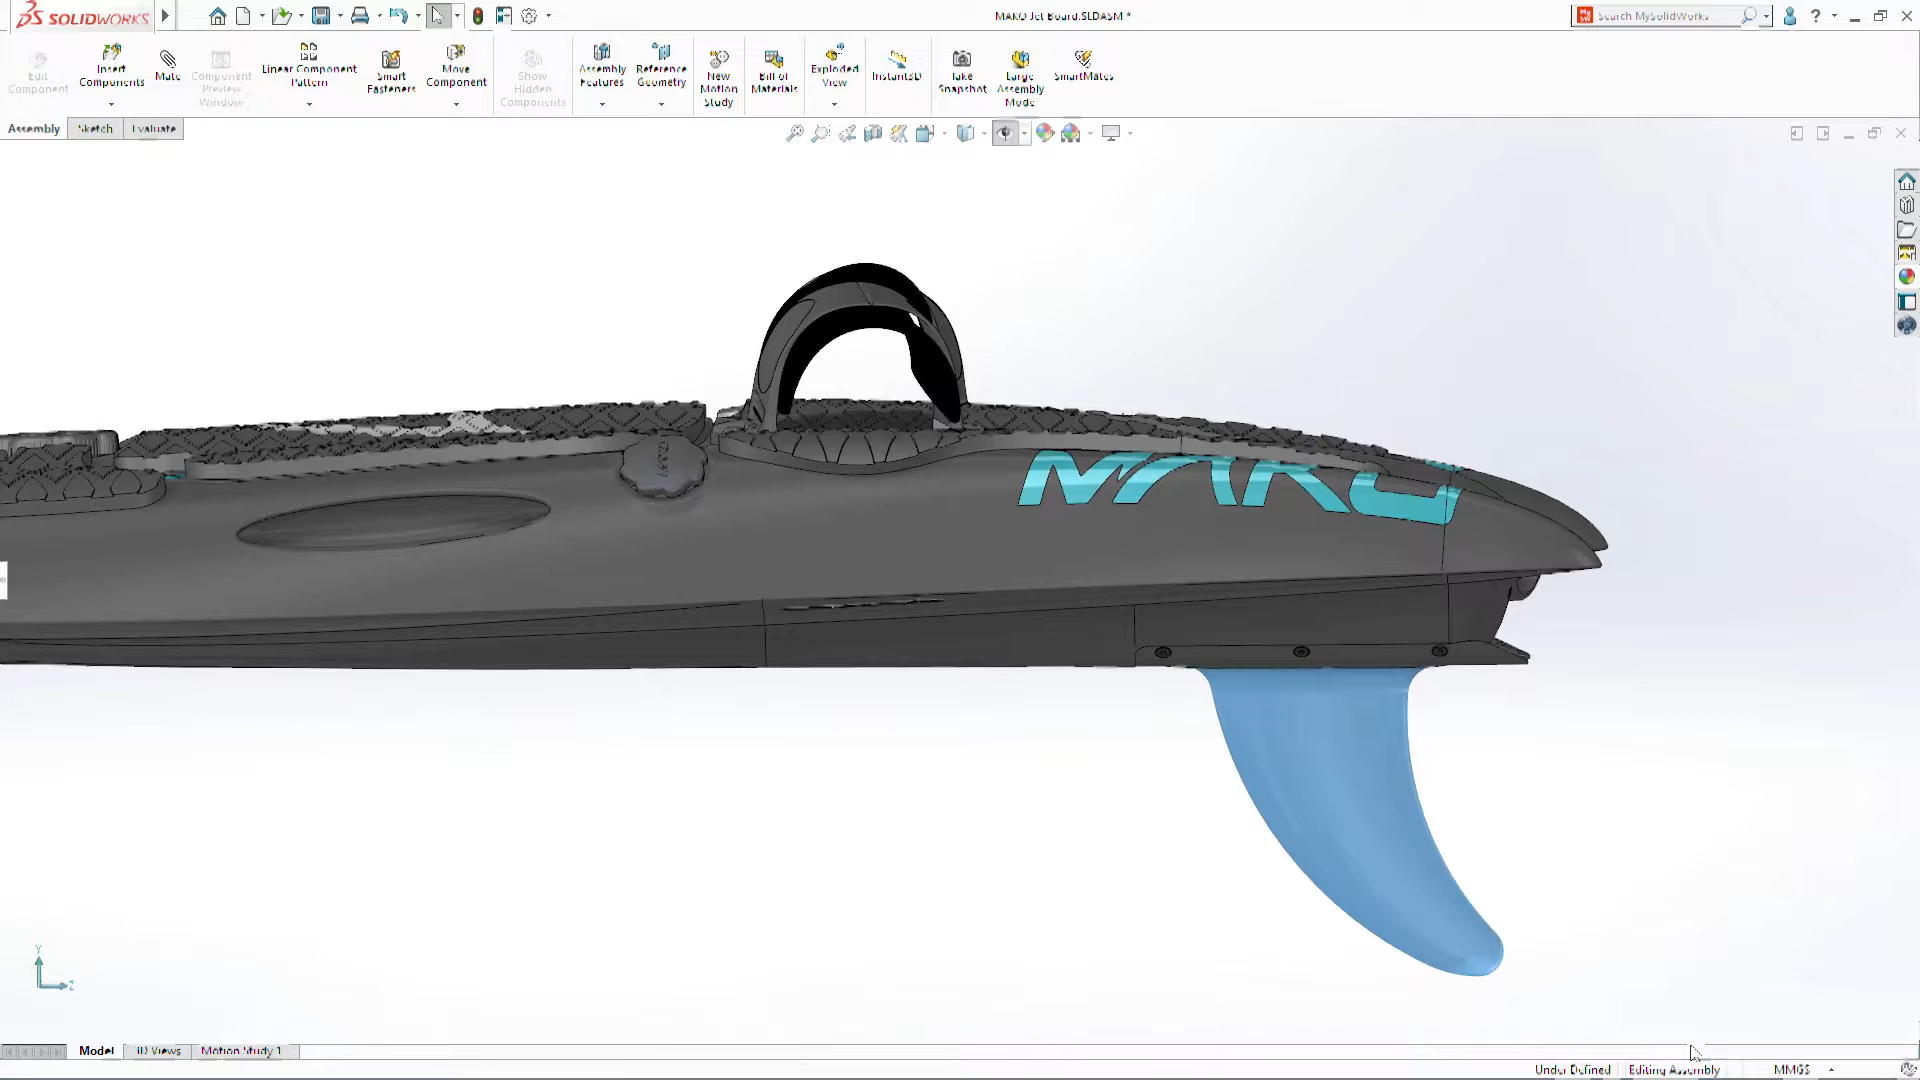 SOLIDWORKS
MAKO Jet Board.SLDASM *
Search MySolidWorks
?
Edit Component
Insert Components
Mate
Component Preview Window
Linear Component Pattern
Smart Fasteners
Move Component
Show Hidden Components
Assembly Features
Reference Geometry
New Motion Study
Bill of Materials
Exploded View
Instant3D
Take Snapshot
Large Assembly Mode
SmartMates
Assembly Sketch Evaluate
MAKO
Y
Z
Model 3D Views Motion Study 1
Under Defined Editing Assembly MMGS